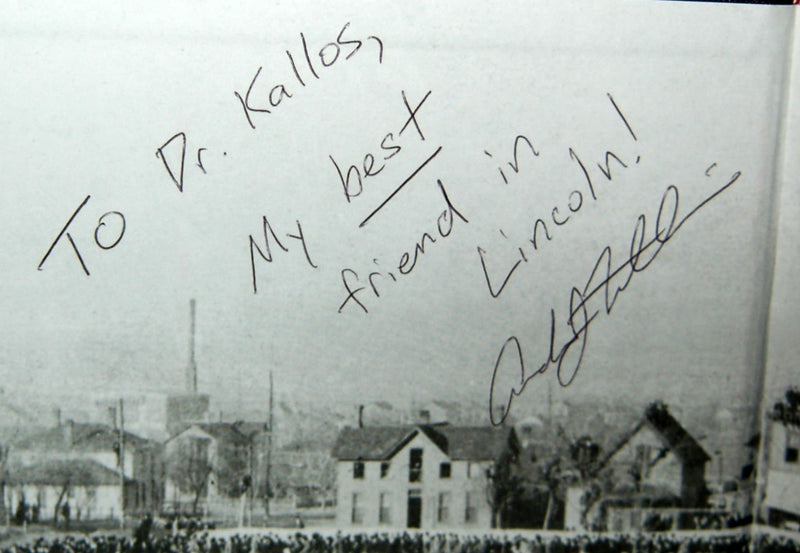 To Dr. Kallos,
My best
friend in
Lincoln!